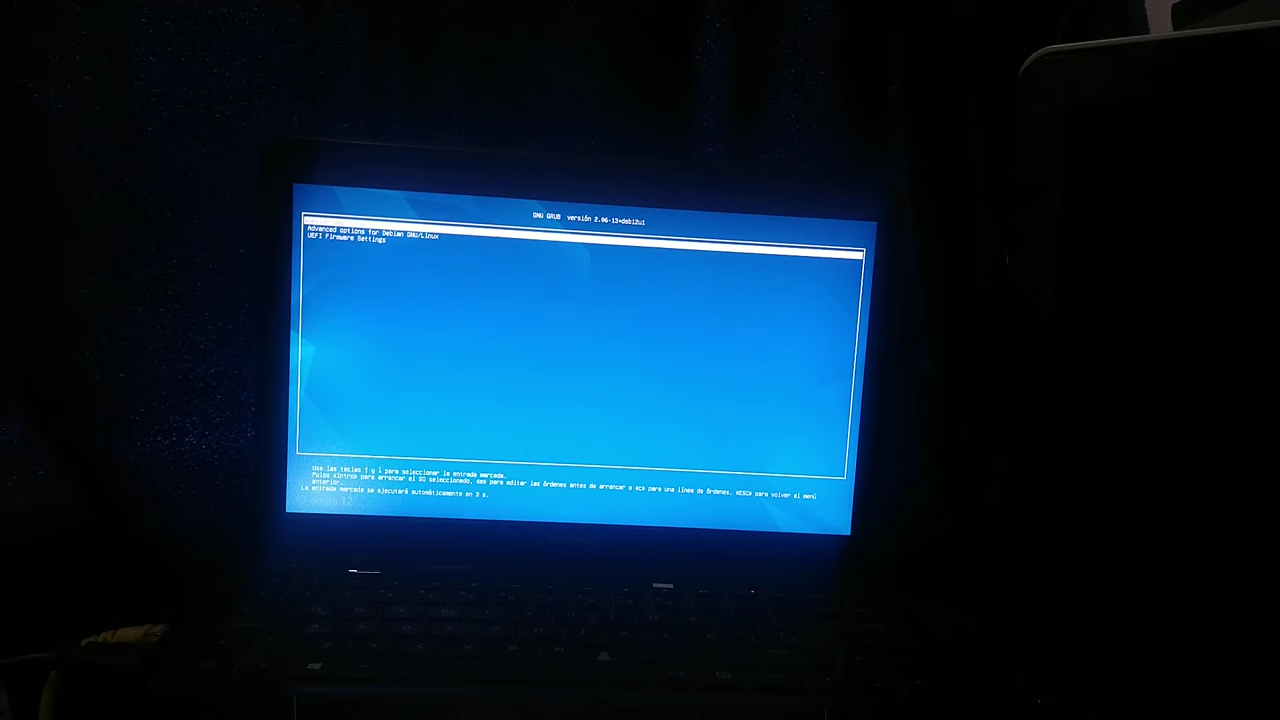 GNU GRUB versión 2.06-13+deb12u1
Advanced options for Debian GNU/Linux
UEFI Firmware Settings
Use las teclas ↑ y ↓ para seleccionar la entrada marcada.
Pulse «Intro» para arrancar el SO seleccionado, «e» para editar las órdenes antes de arrancar o «c» para una línea de órdenes. «ESC» para volver al menú
anterior.
La entrada marcada se ejecutará automáticamente en 3 s.